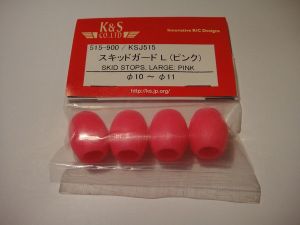 K&S
CO.LTD
Innovative R/C Designs
515-900 / KSJ515
スキッドガード L (ピンク)
SKID STOPS, LARGE, PINK
φ10 ～ φ11
http://ks.jp.org/